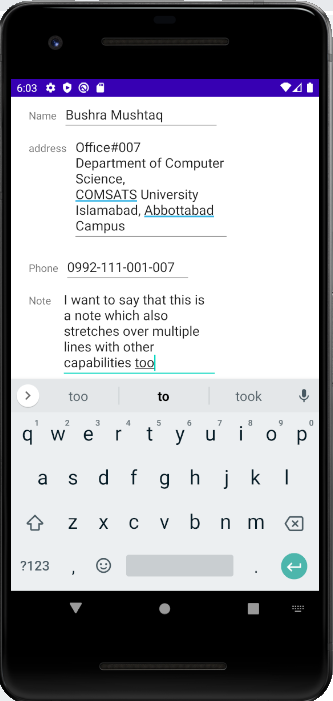 6:03
Name Bushra Mushtaq
address Office#007
Department of Computer
Science,
COMSATS University
Islamabad, Abbottabad
Campus
Phone 0992-111-001-007
Note I want to say that this is
a note which also
stretches over multiple
lines with other
capabilities too
too to took
1 2 3 4 5 6 7 8 9 0
q w e r t y u i o p
a s d f g h j k l
z x c v b n m
?123 , .